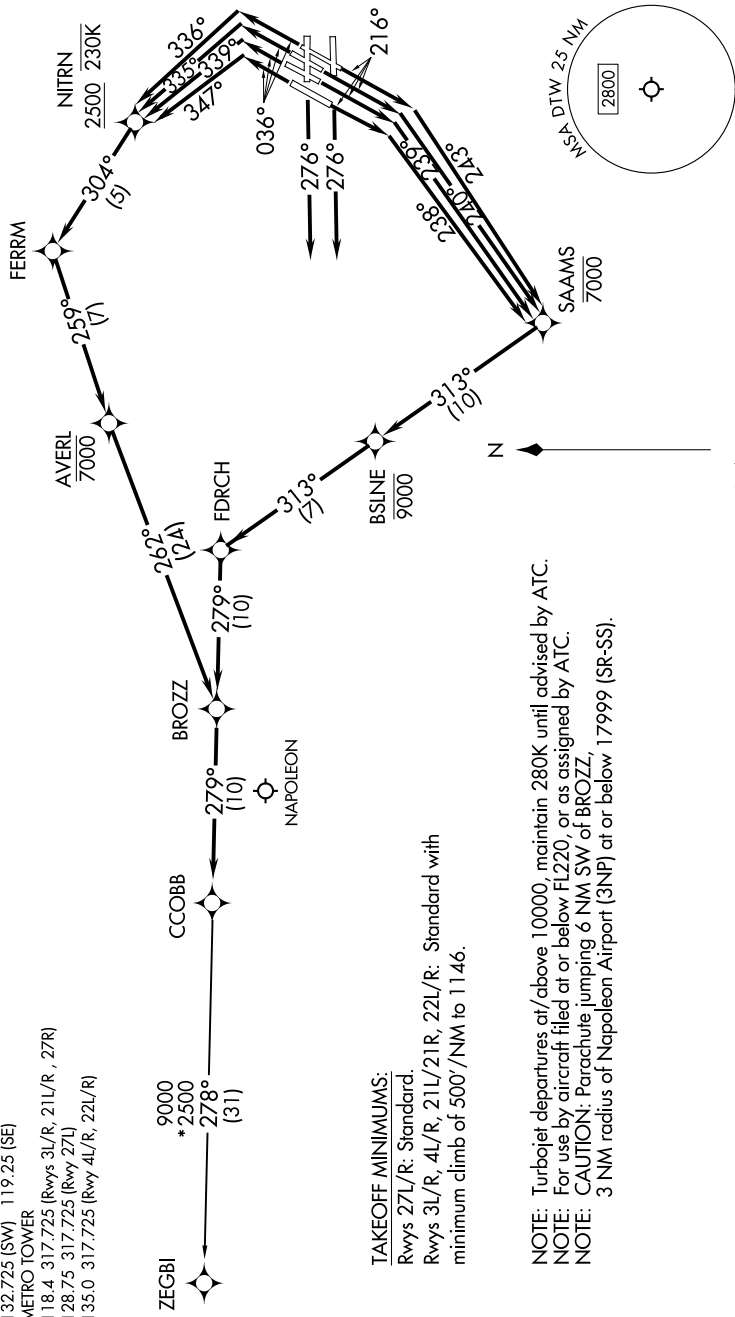 132.725 (SW) 119.25 (SE)
METRO TOWER
118.4 317.725 (Rwys 3L/R, 21L/R , 27R)
128.75 317.725 (Rwy 27L)
135.0 317.725 (Rwy 4L/R, 22L/R)
NITRN
2500 230K
336°
335°
339°
347°
036°
216°
276°
276°
304°
(5)
FERRM
259°
(7)
AVERL
7000
262°
(24)
239°
243°
238°
240°
SAAMS
7000
313°
(10)
BSLNE
9000
313°
(7)
FDRCH
279°
(10)
BROZZ
279°
(10)
NAPOLEON
CCOBB
9000
*2500
278°
(31)
ZEGBI
MSA DTW 25 NM
2800
N
TAKEOFF MINIMUMS:
Rwys 27L/R: Standard.
Rwys 3L/R, 4L/R, 21L/21R, 22L/R: Standard with
minimum climb of 500'/NM to 1146.
NOTE: Turbojet departures at/above 10000, maintain 280K until advised by ATC.
NOTE: For use by aircraft filed at or below FL220, or as assigned by ATC.
NOTE: CAUTION: Parachute jumping 6 NM SW of BROZZ,
3 NM radius of Napoleon Airport (3NP) at or below 17999 (SR-SS).